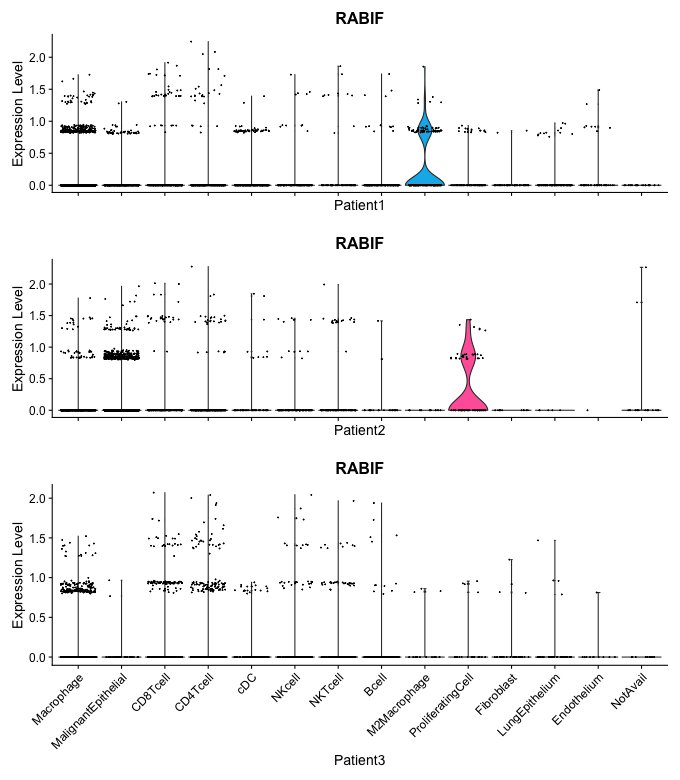 RABIF
Expression Level
2.0
1.5
1.0
0.5
0.0
Patient1
RABIF
Expression Level
2.0
1.5
1.0
0.5
0.0
Patient2
RABIF
Expression Level
2.0
1.5
1.0
0.5
0.0
Macrophage
MalignantEpithelial
CD8Tcell
CD4Tcell
cDC
NKcell
NKTcell
Bcell
M2Macrophage
ProliferatingCell
Fibroblast
LungEpithelium
Endothelium
NotAvail
Patient3